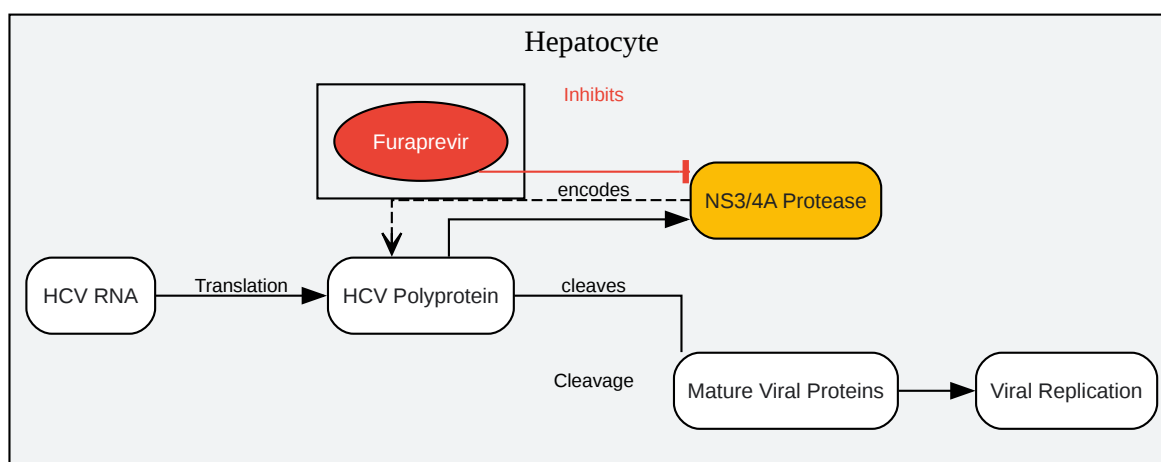 Hepatocyte
Inhibits
Furaprevir
encodes
NS3/4A Protease
HCV RNA
Translation
HCV Polyprotein
cleaves
Cleavage
Mature Viral Proteins
Viral Replication